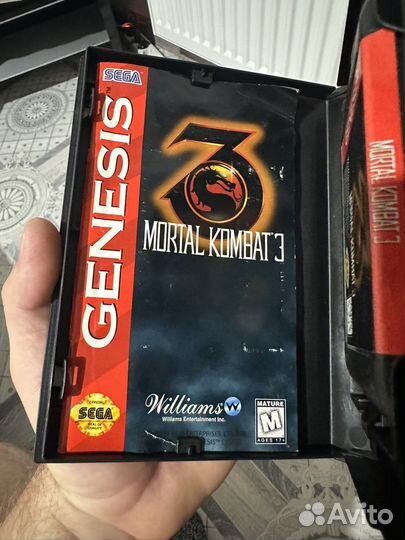 SEGA
GENESIS
3
MORTAL KOMBAT 3
Williams W
Williams Entertainment Inc.
OFFICIAL
SEGA
SEAL OF
QUALITY
MATURE
M
AGES 17+
MORTAL KOMBAT 3
Avito